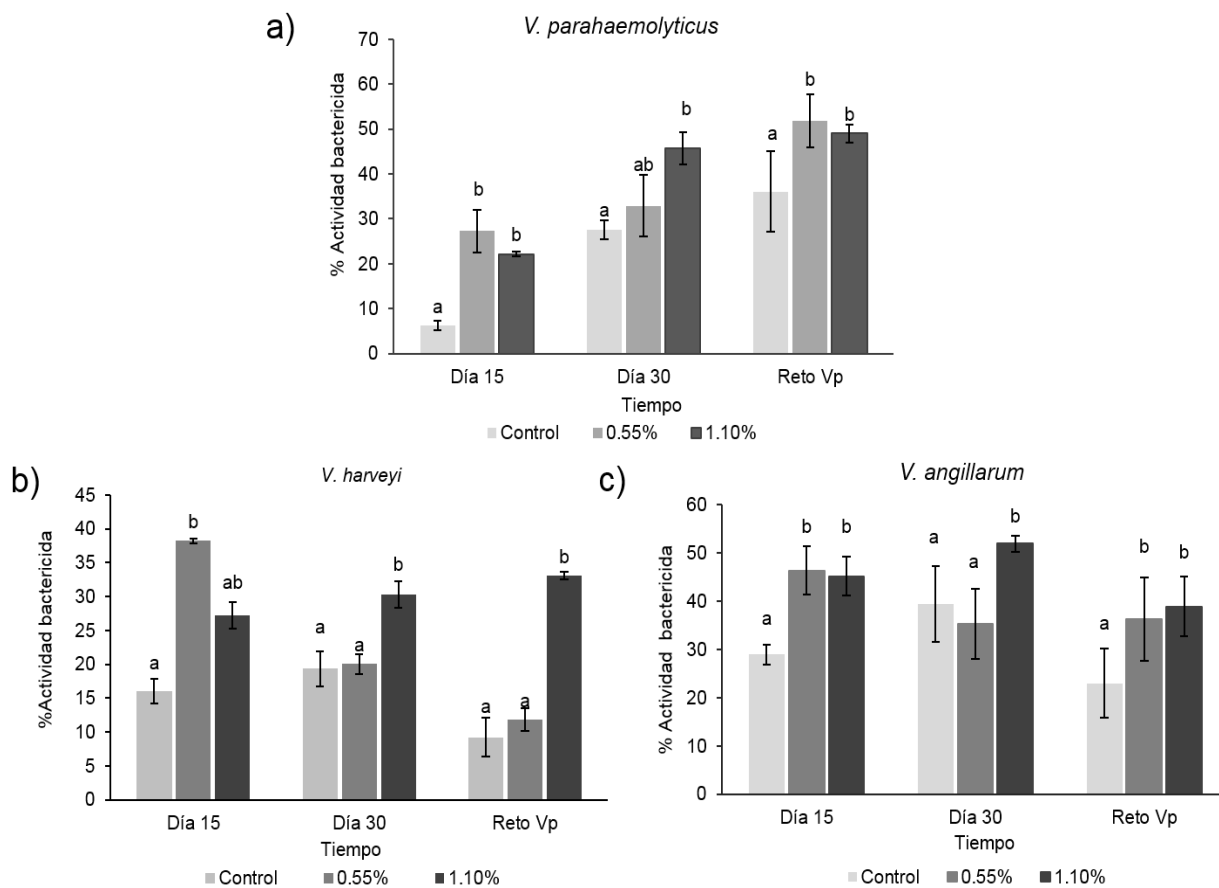 a)
V. parahaemolyticus
% Actividad bactericida
70
60
50
40
30
20
10
0
a
b
b
a
ab
b
a
b
b
Día 15
Día 30
Reto Vp
Tiempo
Control
0.55%
1.10%
b)
V. harveyi
%Actividad bactericida
45
40
35
30
25
20
15
10
5
0
a
b
ab
a
a
b
a
a
b
Día 15
Día 30
Reto Vp
Tiempo
Control
0.55%
1.10%
c)
V. angillarum
% Actividad bactericida
60
50
40
30
20
10
0
a
b
b
a
a
b
a
b
b
Día 15
Día 30
Reto Vp
Tiempo
Control
0.55%
1.10%